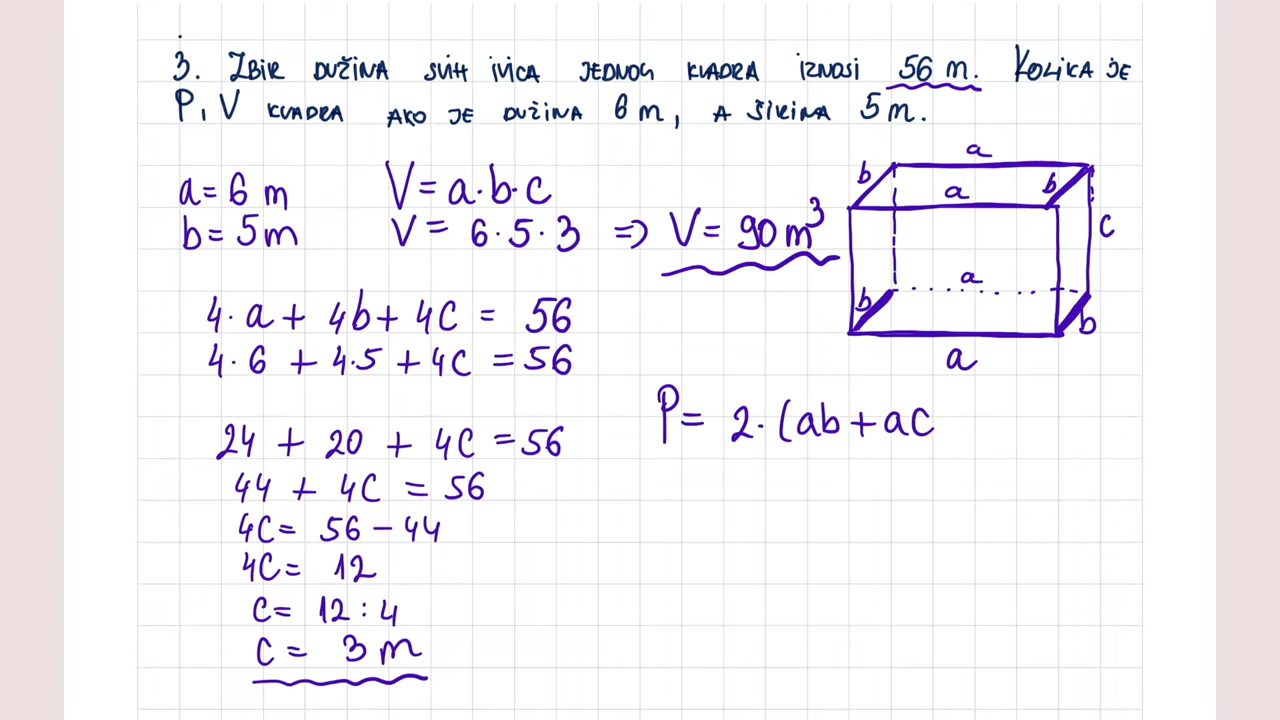 3. ZBIR DUŽINA SVIH IVICA JEDNOG KVADRA IZNOSI 56 m. KOLIKA JE
P, V KVADRA AKO JE DUŽINA 6 m, A ŠIRINA 5 m.
a = 6 m
b = 5 m
V = a·b·c
V = 6·5·3 => V = 90 m³
4·a + 4b + 4c = 56
4·6 + 4·5 + 4c = 56
24 + 20 + 4c = 56
44 + 4c = 56
4c = 56 - 44
4c = 12
c = 12 : 4
c = 3 m
a
b
a
b
c
a
b
b
a
P = 2·(ab + ac